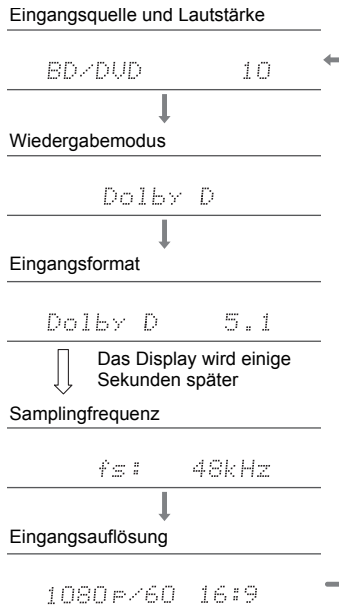 Eingangsquelle und Lautstärke
BD/DVD 10
Wiedergabemodus
Dolby D
Eingangsformat
Dolby D 5.1
Das Display wird einige
Sekunden später
Samplingfrequenz
fs: 48kHz
Eingangsauflösung
1080p/60 16:9